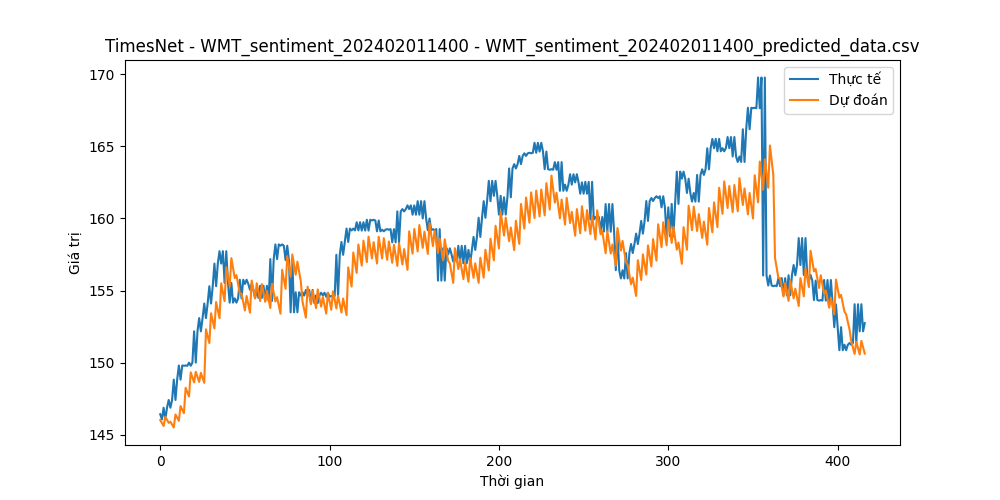 TimesNet - WMT_sentiment_202402011400 - WMT_sentiment_202402011400_predicted_data.csv
Thực tế
Dự đoán
Giá trị
170
165
160
155
150
145
0
100
200
300
400
Thời gian